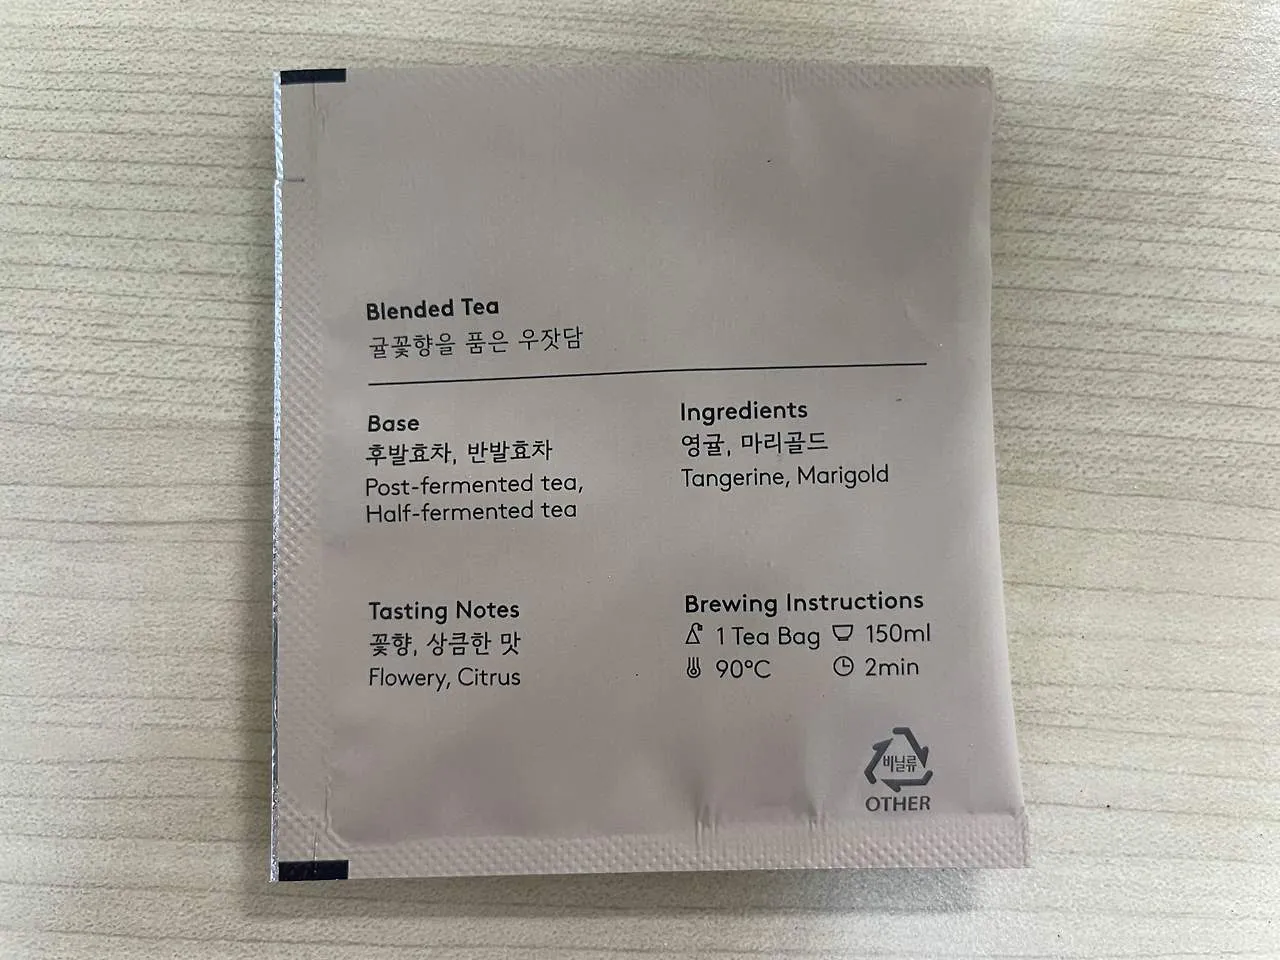 Blended Tea
귤꽃향을 품은 우잣담
Base
후발효차, 반발효차
Post-fermented tea,
Half-fermented tea
Ingredients
영귤, 마리골드
Tangerine, Marigold
Tasting Notes
꽃향, 상큼한 맛
Flowery, Citrus
Brewing Instructions
1 Tea Bag 150ml
90°C 2min
비닐류
OTHER